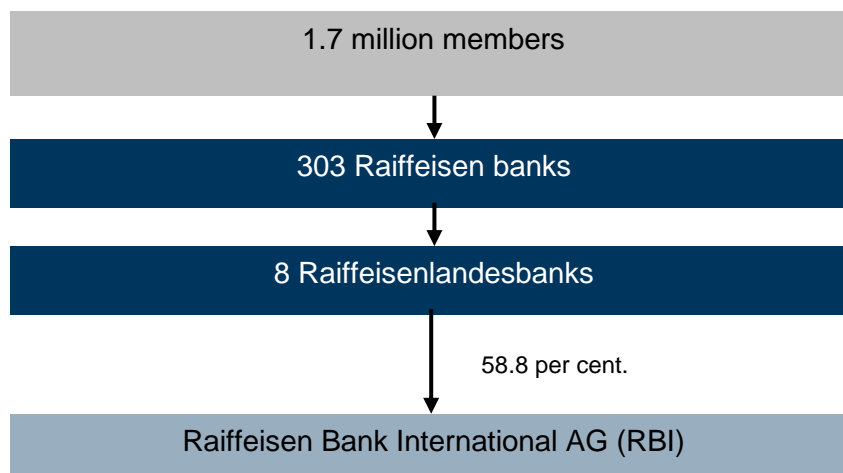 1.7 million members
303 Raiffeisen banks
8 Raiffeisenlandesbanks
58.8 per cent.
Raiffeisen Bank International AG (RBI)